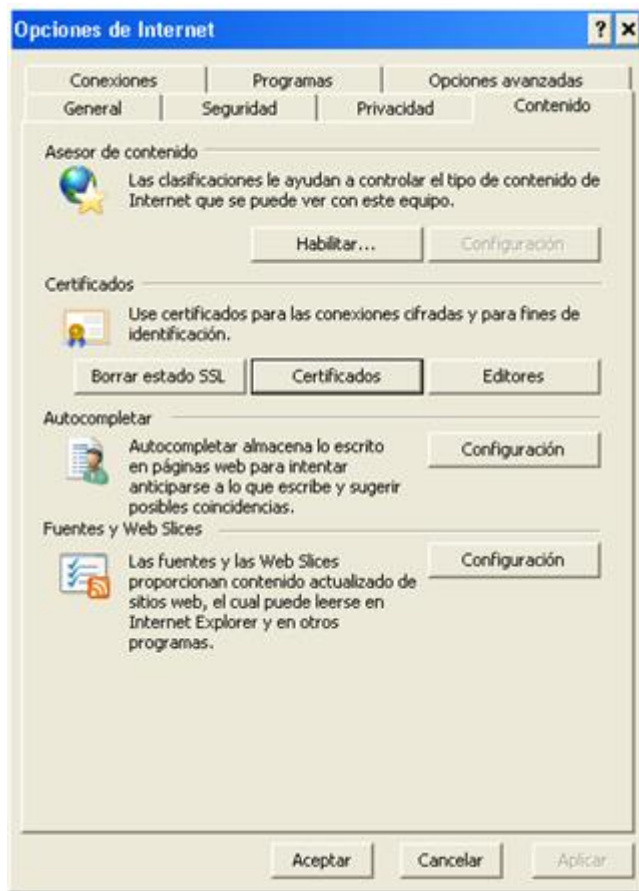 Opciones de Internet
Conexiones Programas Opciones avanzadas
General Seguridad Privacidad Contenido
Asesor de contenido
Las clasificaciones le ayudan a controlar el tipo de contenido de
Internet que se puede ver con este equipo.
Habilitar... Configuración
Certificados
Use certificados para las conexiones cifradas y para fines de
identificación.
Borrar estado SSL Certificados Editores
Autocompletar
Autocompletar almacena lo escrito
en páginas web para intentar
anticiparse a lo que escribe y sugerir
posibles coincidencias.
Configuración
Fuentes y Web Slices
Las fuentes y las Web Slices
proporcionan contenido actualizado de
sitios web, el cual puede leerse en
Internet Explorer y en otros
programas.
Configuración
Aceptar Cancelar Aplicar